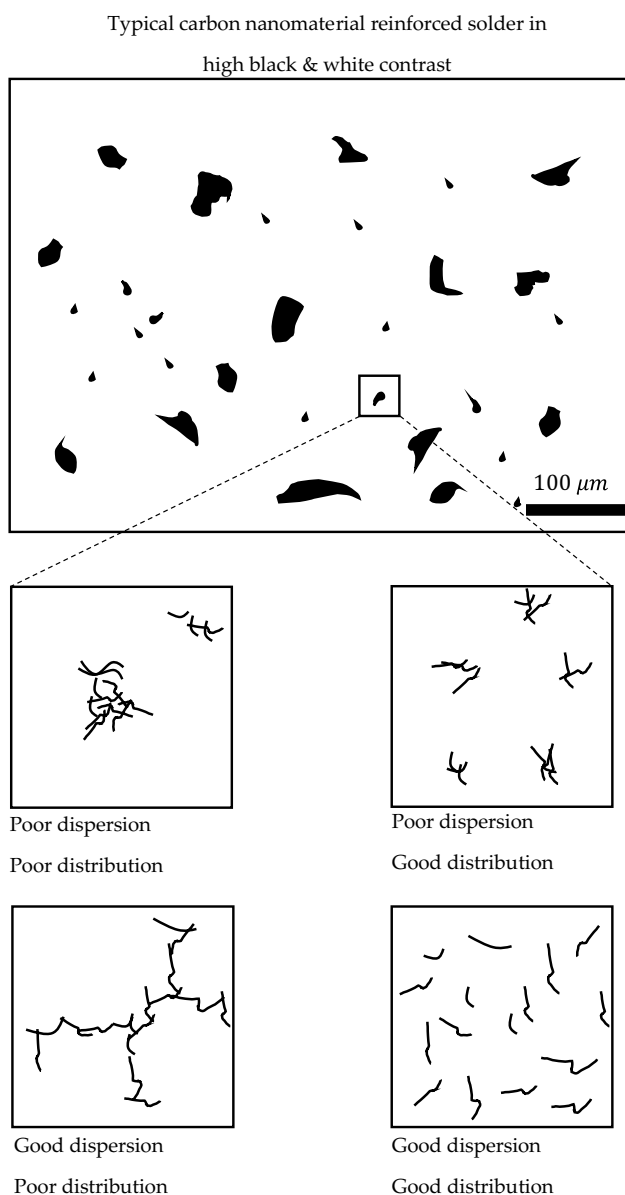 Typical carbon nanomaterial reinforced solder in
high black & white contrast
100 μm
Poor dispersion
Poor distribution
Poor dispersion
Good distribution
Good dispersion
Poor distribution
Good dispersion
Good distribution